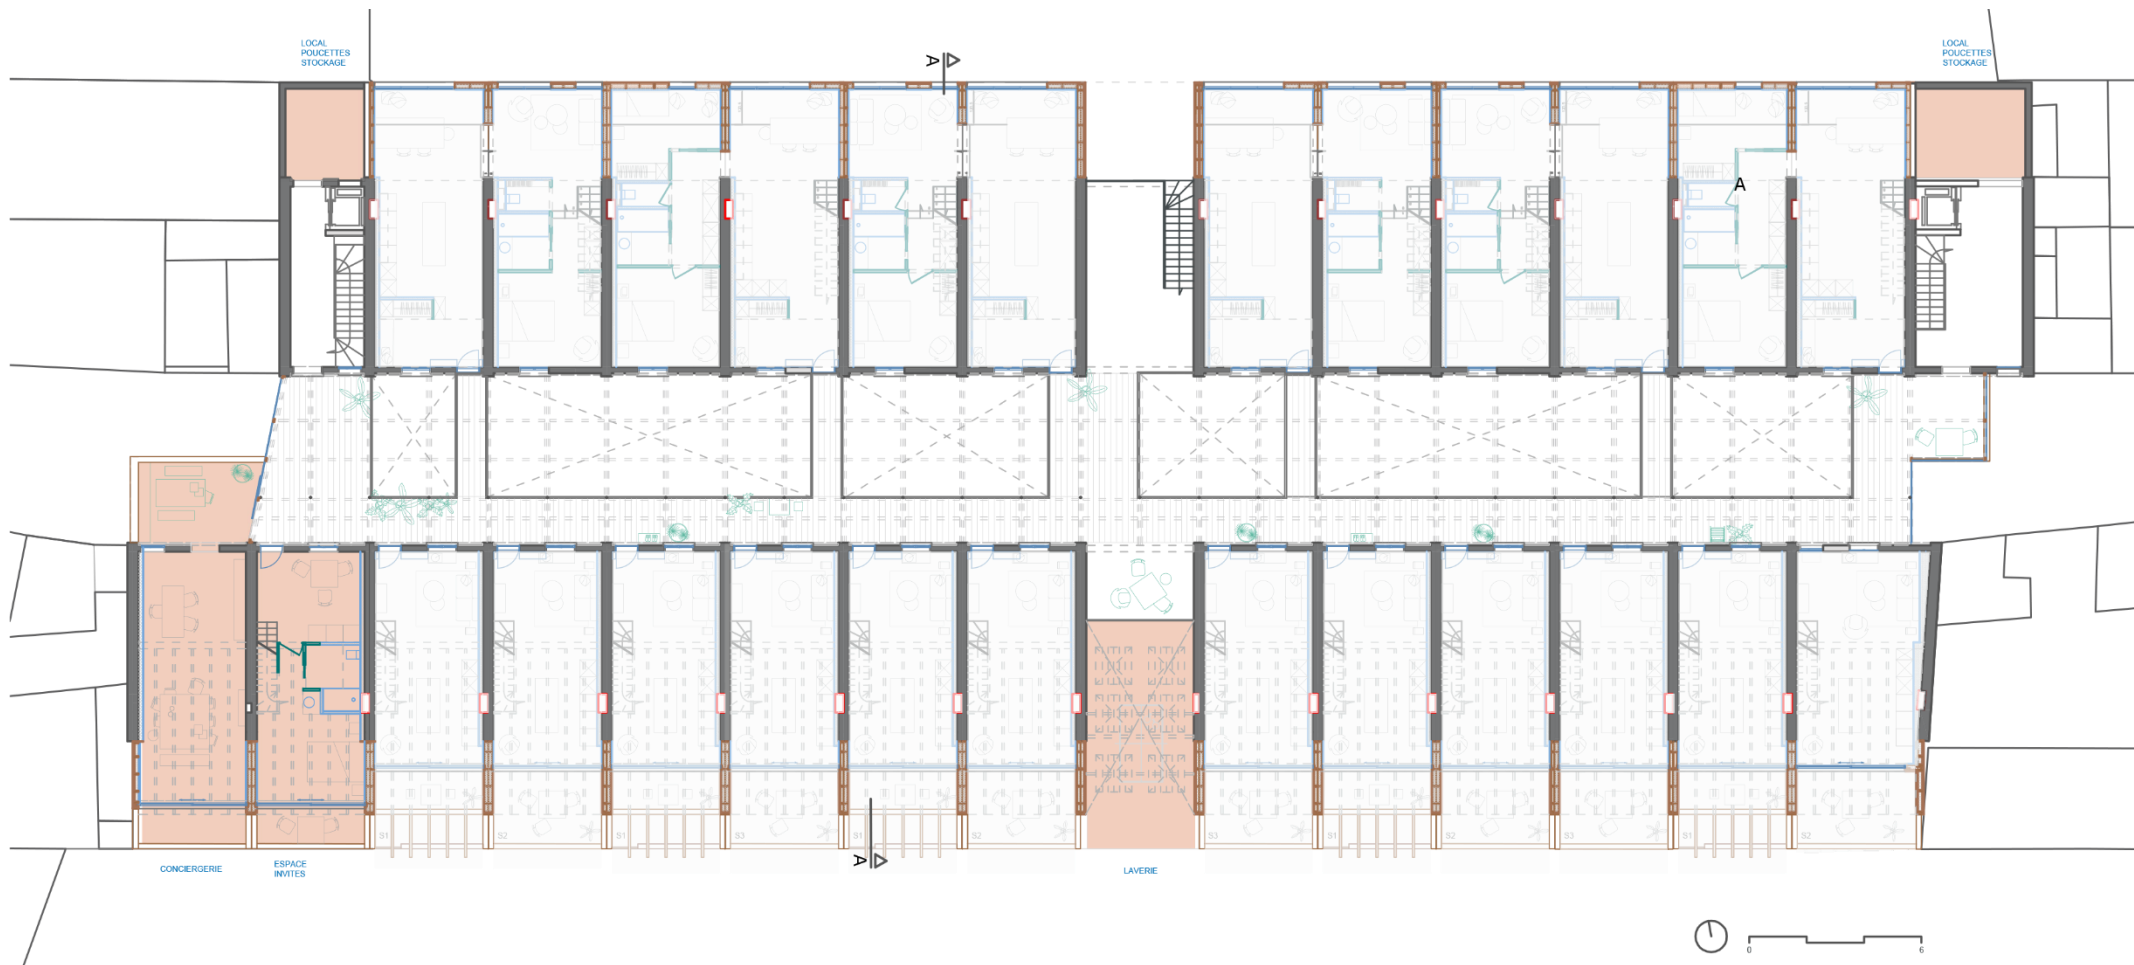 LOCAL
POUCETTES
STOCKAGE
LOCAL
POUCETTES
STOCKAGE
A
A
S1
S2
S1
S3
S1
S2
S3
S1
S2
S3
S1
S2
A
CONCIERGERIE
ESPACE
INVITES
LAVERIE
0
6